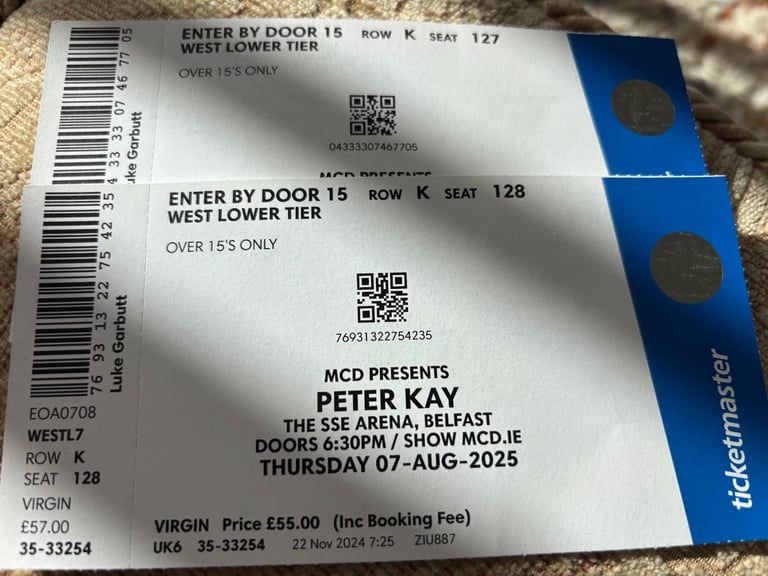 ENTER BY DOOR 15 ROW K SEAT 127
WEST LOWER TIER
OVER 15'S ONLY
04333307467705
MCD PRESENTS
4 33 33 07 46 77 05
uke Garbutt
ENTER BY DOOR 15 ROW K SEAT 128
WEST LOWER TIER
OVER 15'S ONLY
76931322754235
MCD PRESENTS
PETER KAY
THE SSE ARENA, BELFAST
DOORS 6:30PM / SHOW MCD.IE
THURSDAY 07-AUG-2025
VIRGIN Price £55.00 (Inc Booking Fee)
UK6 35-33254 22 Nov 2024 7:25 ZIU887
76 93 13 22 75 42 35
Luke Garbutt
EOA0708
WESTL7
ROW K
SEAT 128
VIRGIN
£57.00
35-33254
ticketmaster